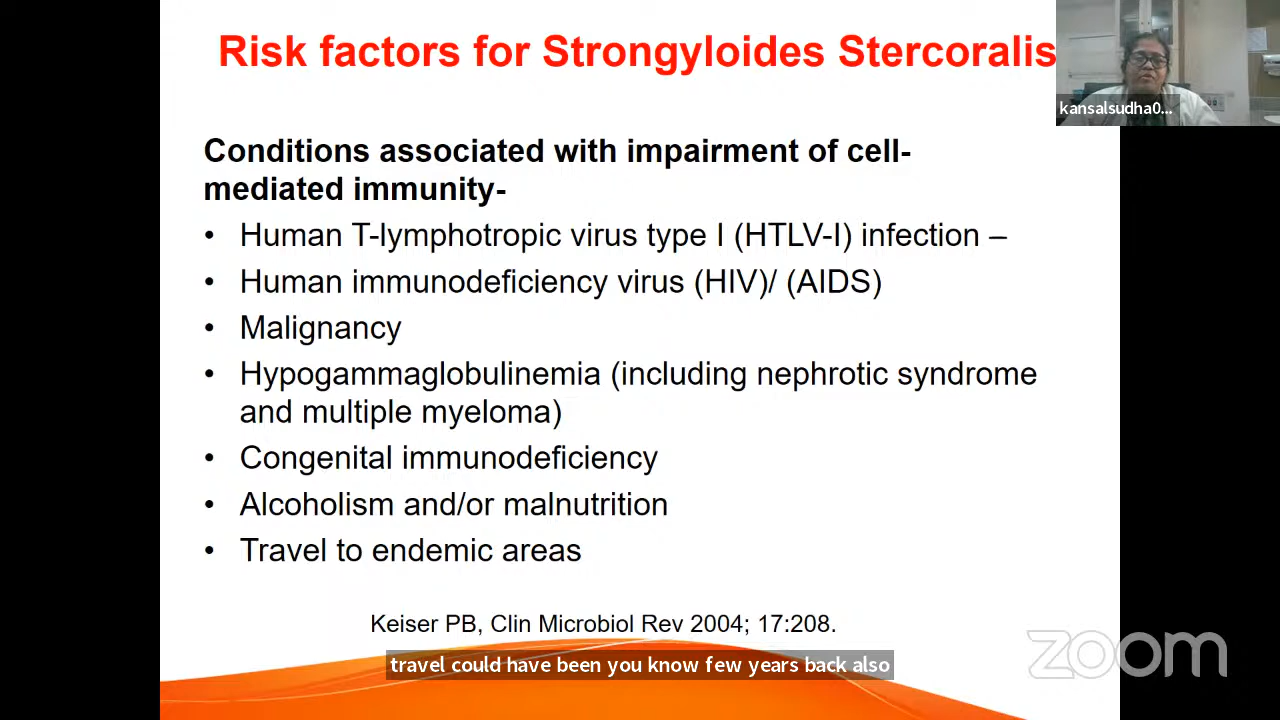 Risk factors for Strongyloides Stercoralis
kansalsudha0...
Conditions associated with impairment of cell-
mediated immunity-
• Human T-lymphotropic virus type I (HTLV-I) infection –
• Human immunodeficiency virus (HIV)/ (AIDS)
• Malignancy
• Hypogammaglobulinemia (including nephrotic syndrome
and multiple myeloma)
• Congenital immunodeficiency
• Alcoholism and/or malnutrition
• Travel to endemic areas
Keiser PB, Clin Microbiol Rev 2004; 17:208.
zoom
travel could have been you know few years back also